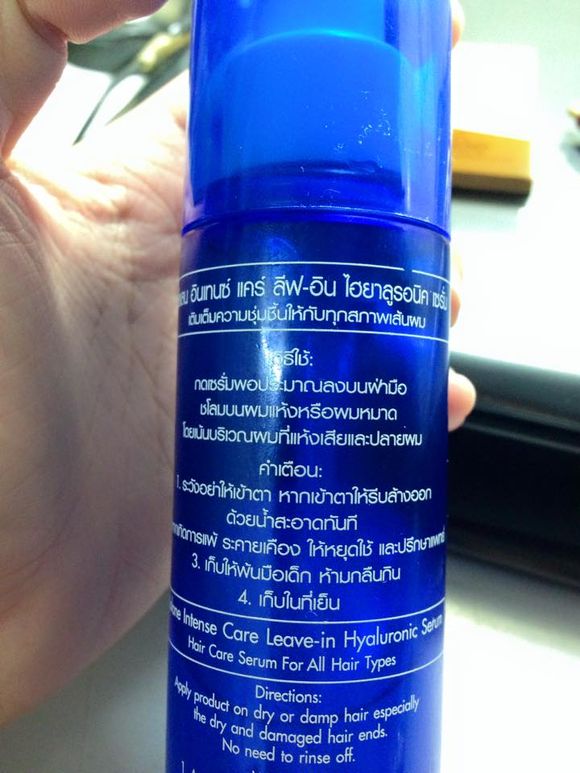 อินเทนซ์ แคร์ ลีฟ-อิน ไฮยาลูรอนิค เซรั่ม
เติมเต็มความชุ่มชื้นให้กับทุกสภาพเส้นผม
วิธีใช้:
กดเซรั่มพอประมาณลงบนฝ่ามือ
ชโลมบนผมแห้งหรือผมหมาด
โดยเน้นบริเวณผมที่แห้งเสียและปลายผม
คำเตือน:
1. ระวังอย่าให้เข้าตา หากเข้าตาให้รีบล้างออก
ด้วยน้ำสะอาดทันที
เกิดการแพ้ ระคายเคือง ให้หยุดใช้ และปรึกษาแพทย์
3. เก็บให้พ้นมือเด็ก ห้ามกลืนกิน
4. เก็บในที่เย็น
Intense Care Leave-in Hyaluronic Serum
Hair Care Serum For All Hair Types
Directions:
Apply product on dry or damp hair especially
the dry and damaged hair ends.
No need to rinse off.